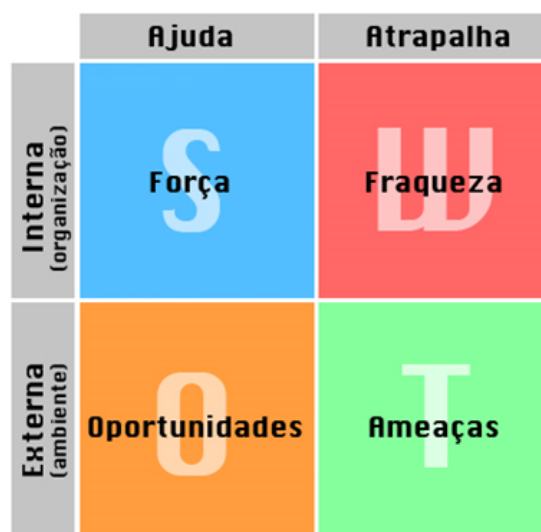 Ajuda
Atrapalha
Interna
(organização)
S
Força
W
Fraqueza
Externa
(ambiente)
O
Oportunidades
T
Ameaças